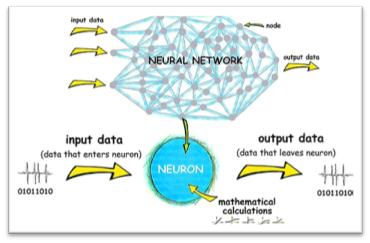 input data
node
NEURAL NETWORK
output data
input data
(data that enters neuron)
output data
(data that leaves neuron)
NEURON
01011010
01011010
mathematical
calculations